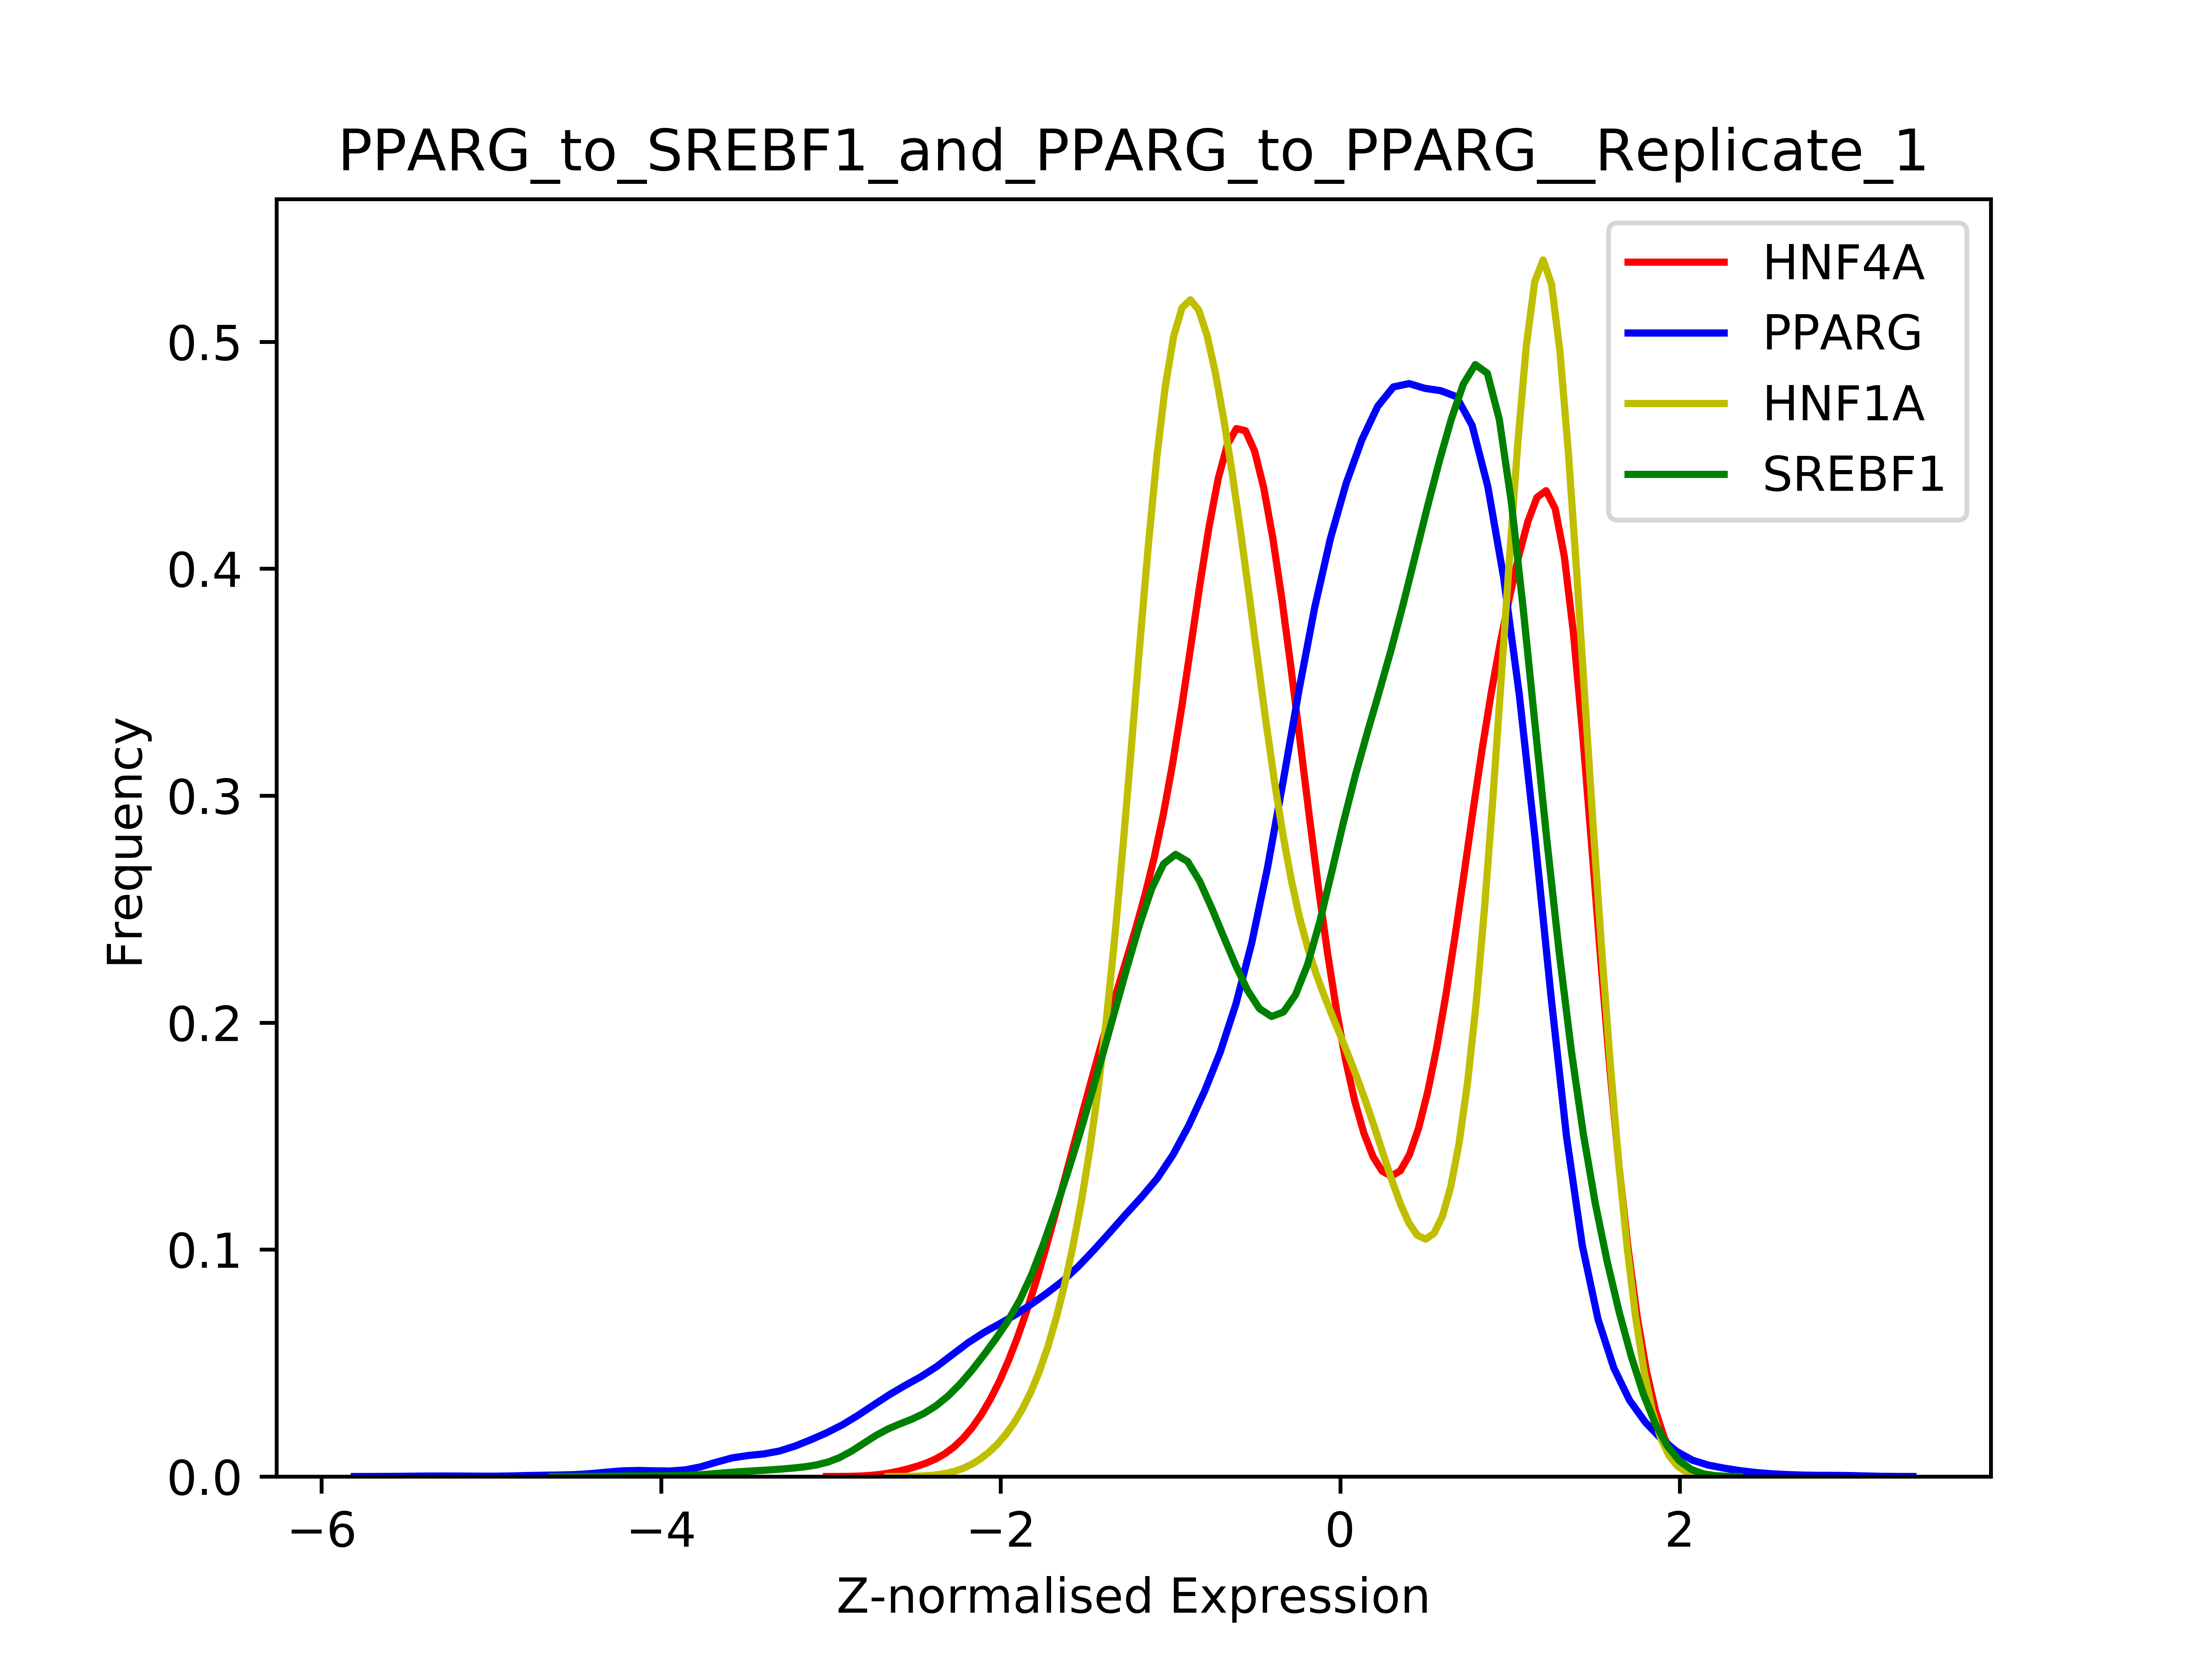 PPARG_to_SREBF1_and_PPARG_to_PPARG__Replicate_1
HNF4A
PPARG
HNF1A
SREBF1
0.5
0.4
0.3
0.2
0.1
0.0
Frequency
−6 −4 −2 0 2
Z-normalised Expression